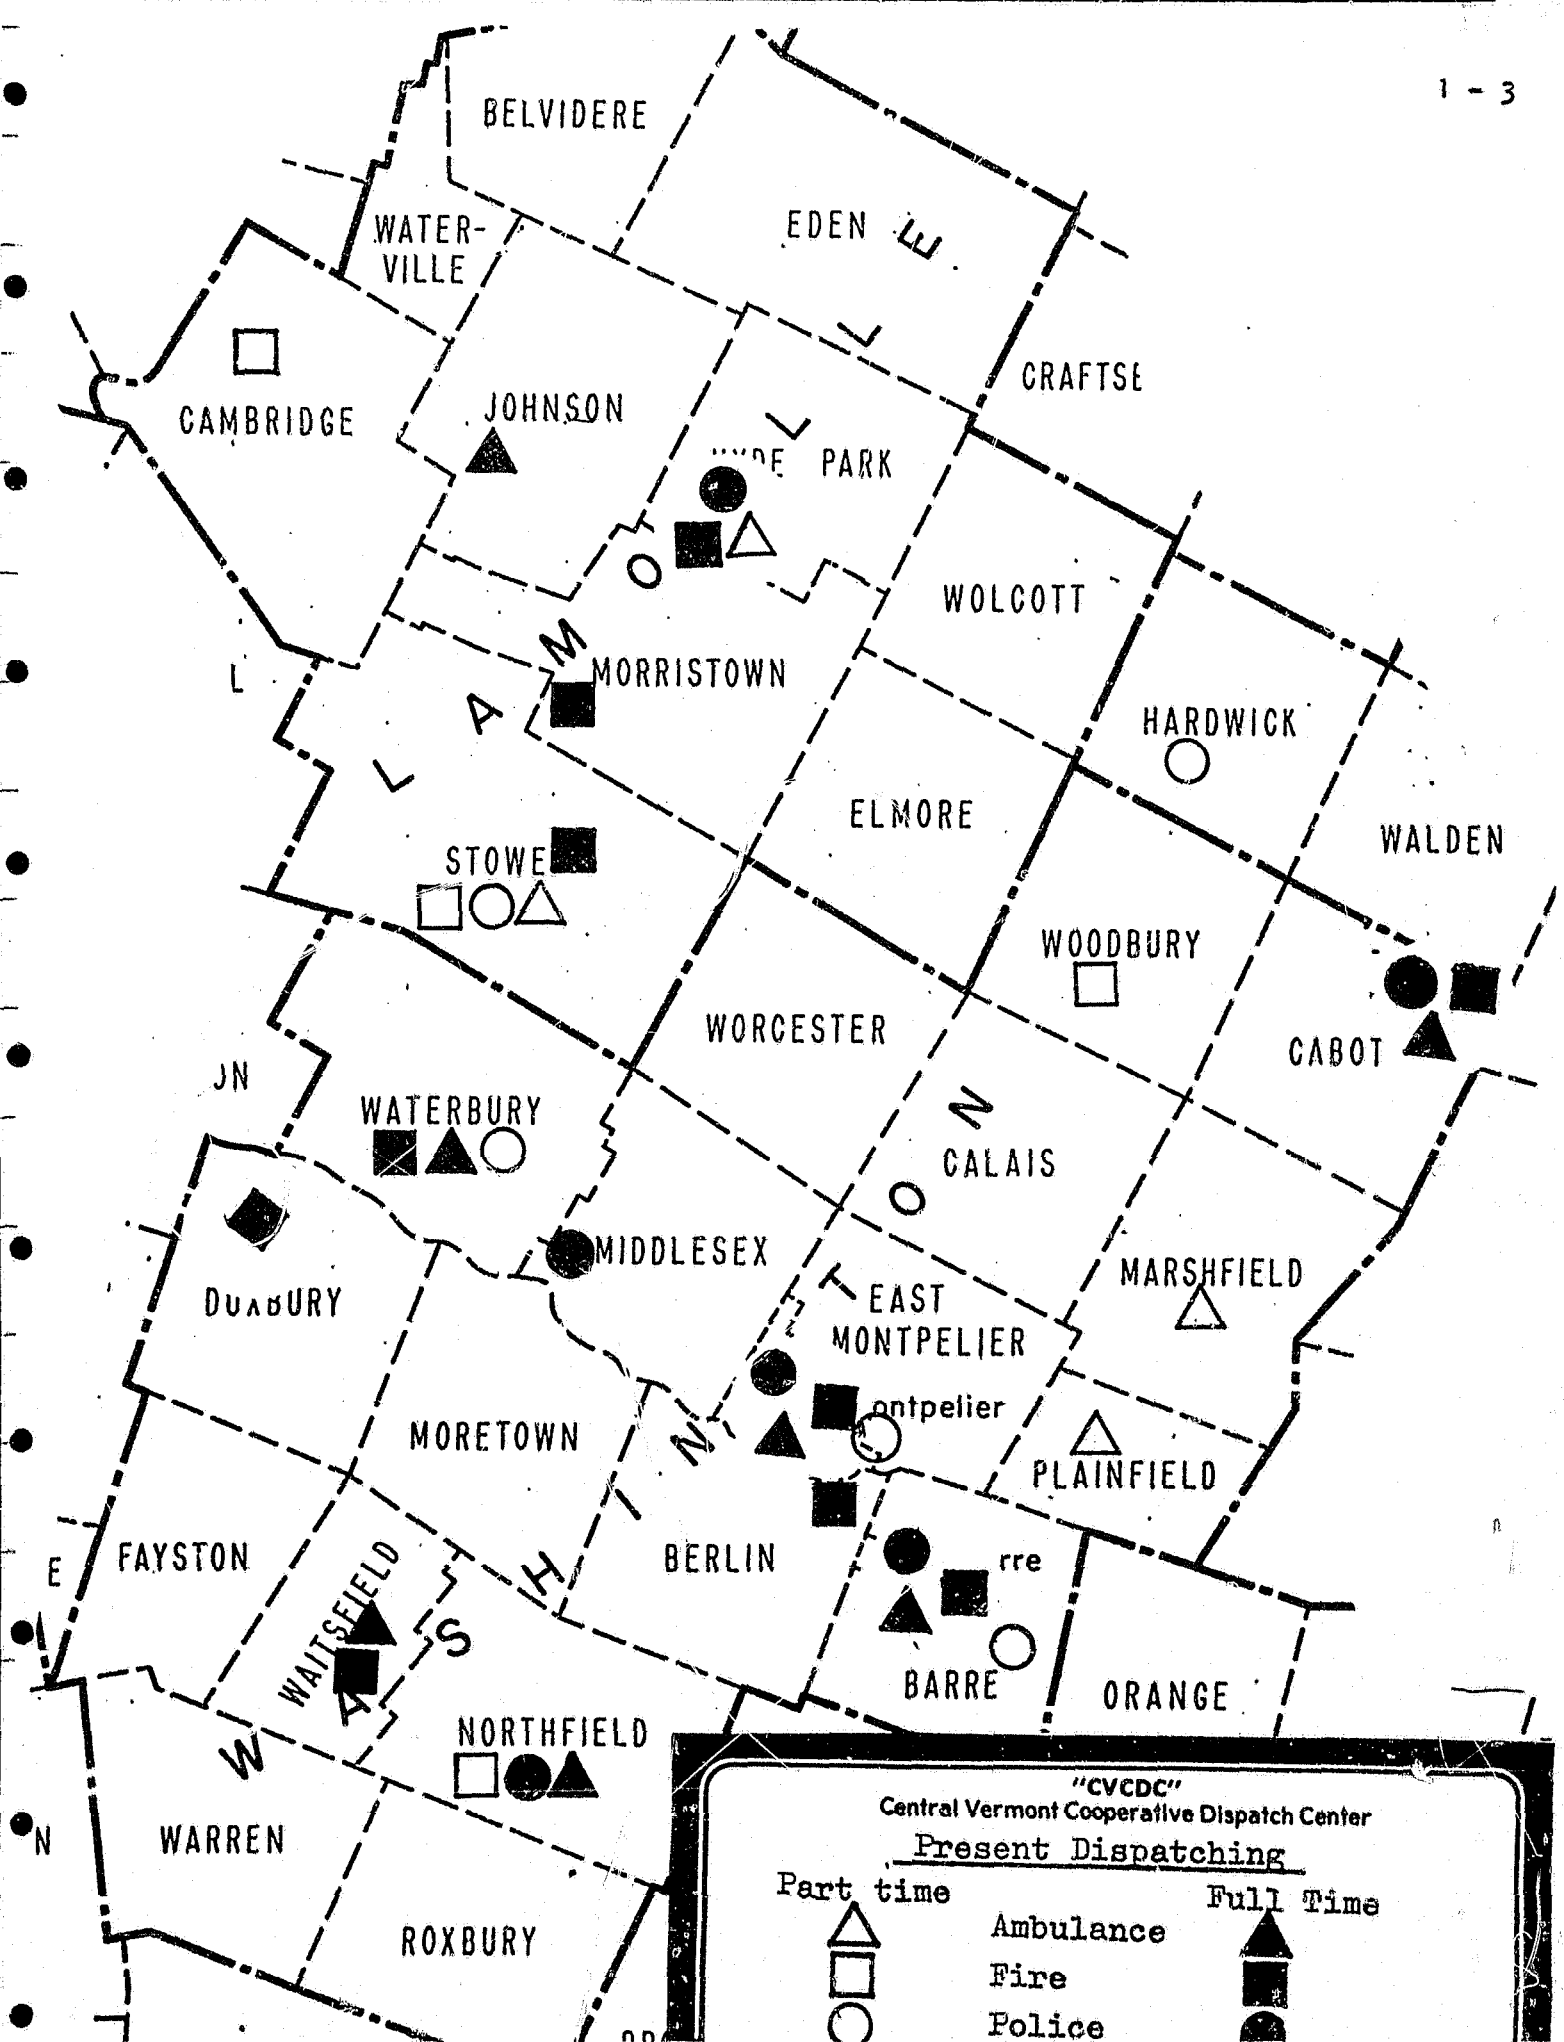 1 - 3
BELVIDERE
WATER-
VILLE
EDEN
E
L
CRAFTSB
CAMBRIDGE
JOHNSON
L
PARK
O
WOLCOTT
M
MORRISTOWN
L
A
HARDWICK
L
ELMORE
WALDEN
STOWE
WOODBURY
WORCESTER
CABOT
N
WATERBURY
CALAIS
O
MIDDLESEX
MARSHFIELD
DUXBURY
T
EAST
MONTPELIER
ontpelier
MORETOWN
N
PLAINFIELD
I
FAYSTON
E
BERLIN
rre
H
WAITSFIELD
S
A
BARRE
ORANGE
NORTHFIELD
W
WARREN
N
ROXBURY
"CVCDC"
Central Vermont Cooperative Dispatch Center
Present Dispatching
Part time Full Time
Ambulance
Fire
Police